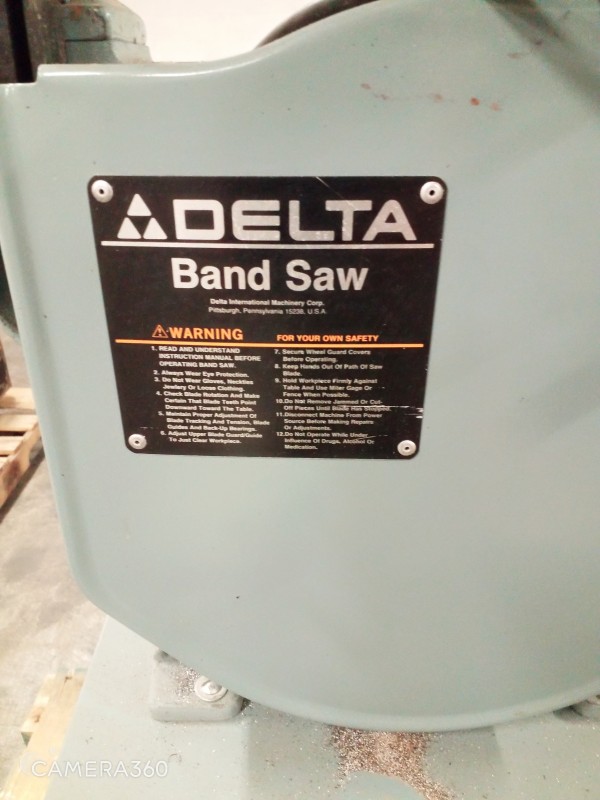 DELTA
Band Saw
Delta International Machinery Corp.
Pittsburgh, Pennsylvania 15238, U.S.A
WARNING
FOR YOUR OWN SAFETY
1. READ AND UNDERSTAND
INSTRUCTION MANUAL BEFORE
OPERATING BAND SAW.
2. Always Wear Eye Protection.
3. Do Not Wear Gloves, Neckties
Jewelry or Loose Clothing.
4. Check Blade Rotation And Make
Certain That Blade Teeth Point
Downward Toward The Table.
5. Maintain Proper Adjustment Of
Blade Tracking And Tension, Blade
Guides And Back-Up Bearings.
6. Adjust Upper Blade Guard/Guide
To Just Clear Workpiece.
7. Secure Wheel Guard Covers
Before Operating.
8. Keep Hands Out Of Path Of Saw
Blade.
9. Hold Workpiece Firmly Against
Table And Use Miter Gage Or
Fence When Possible.
10. Do Not Remove Jammed Or Cut-
Off Pieces Until Blade Has Stopped.
11. Disconnect Machine From Power
Source Before Making Repairs
Or Adjustments.
12. Do Not Operate While Under
Influence Of Drugs, Alcohol Or
Medication.
CAMERA360